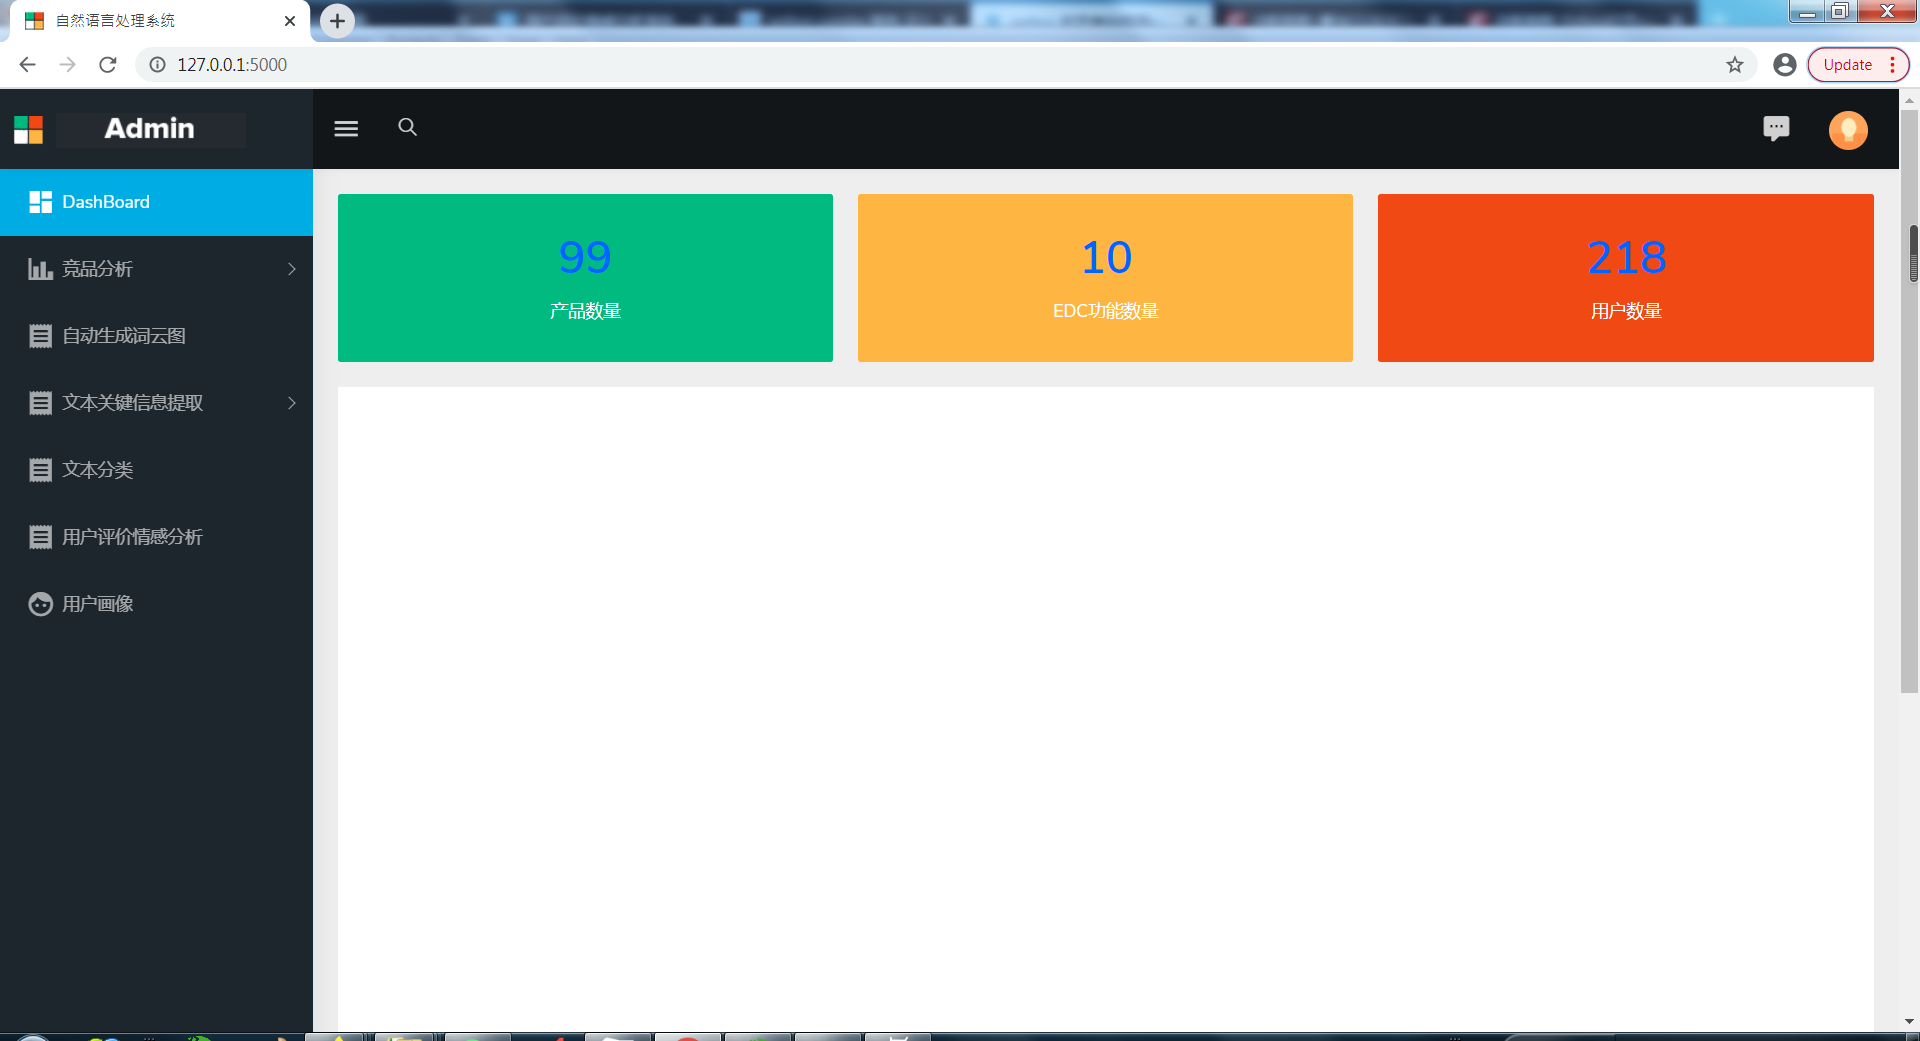 自然语言处理系统
127.0.0.1:5000
Update
Admin
DashBoard
竞品分析
自动生成词云图
文本关键信息提取
文本分类
用户评价情感分析
用户画像
99
产品数量
10
EDC功能数量
218
用户数量